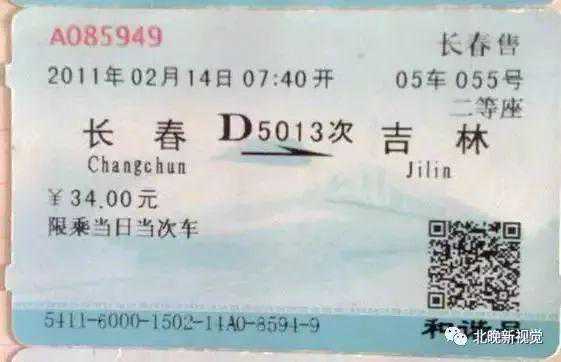 A085949
长春售
2011年02月14日07:40开
05车055号
二等座
长春
D5013次
吉林
Changchun
Jilin
￥34.00元
限乘当日当次车
5411-6000-1502-14A0-8594-9
和谐号
北晚新视觉